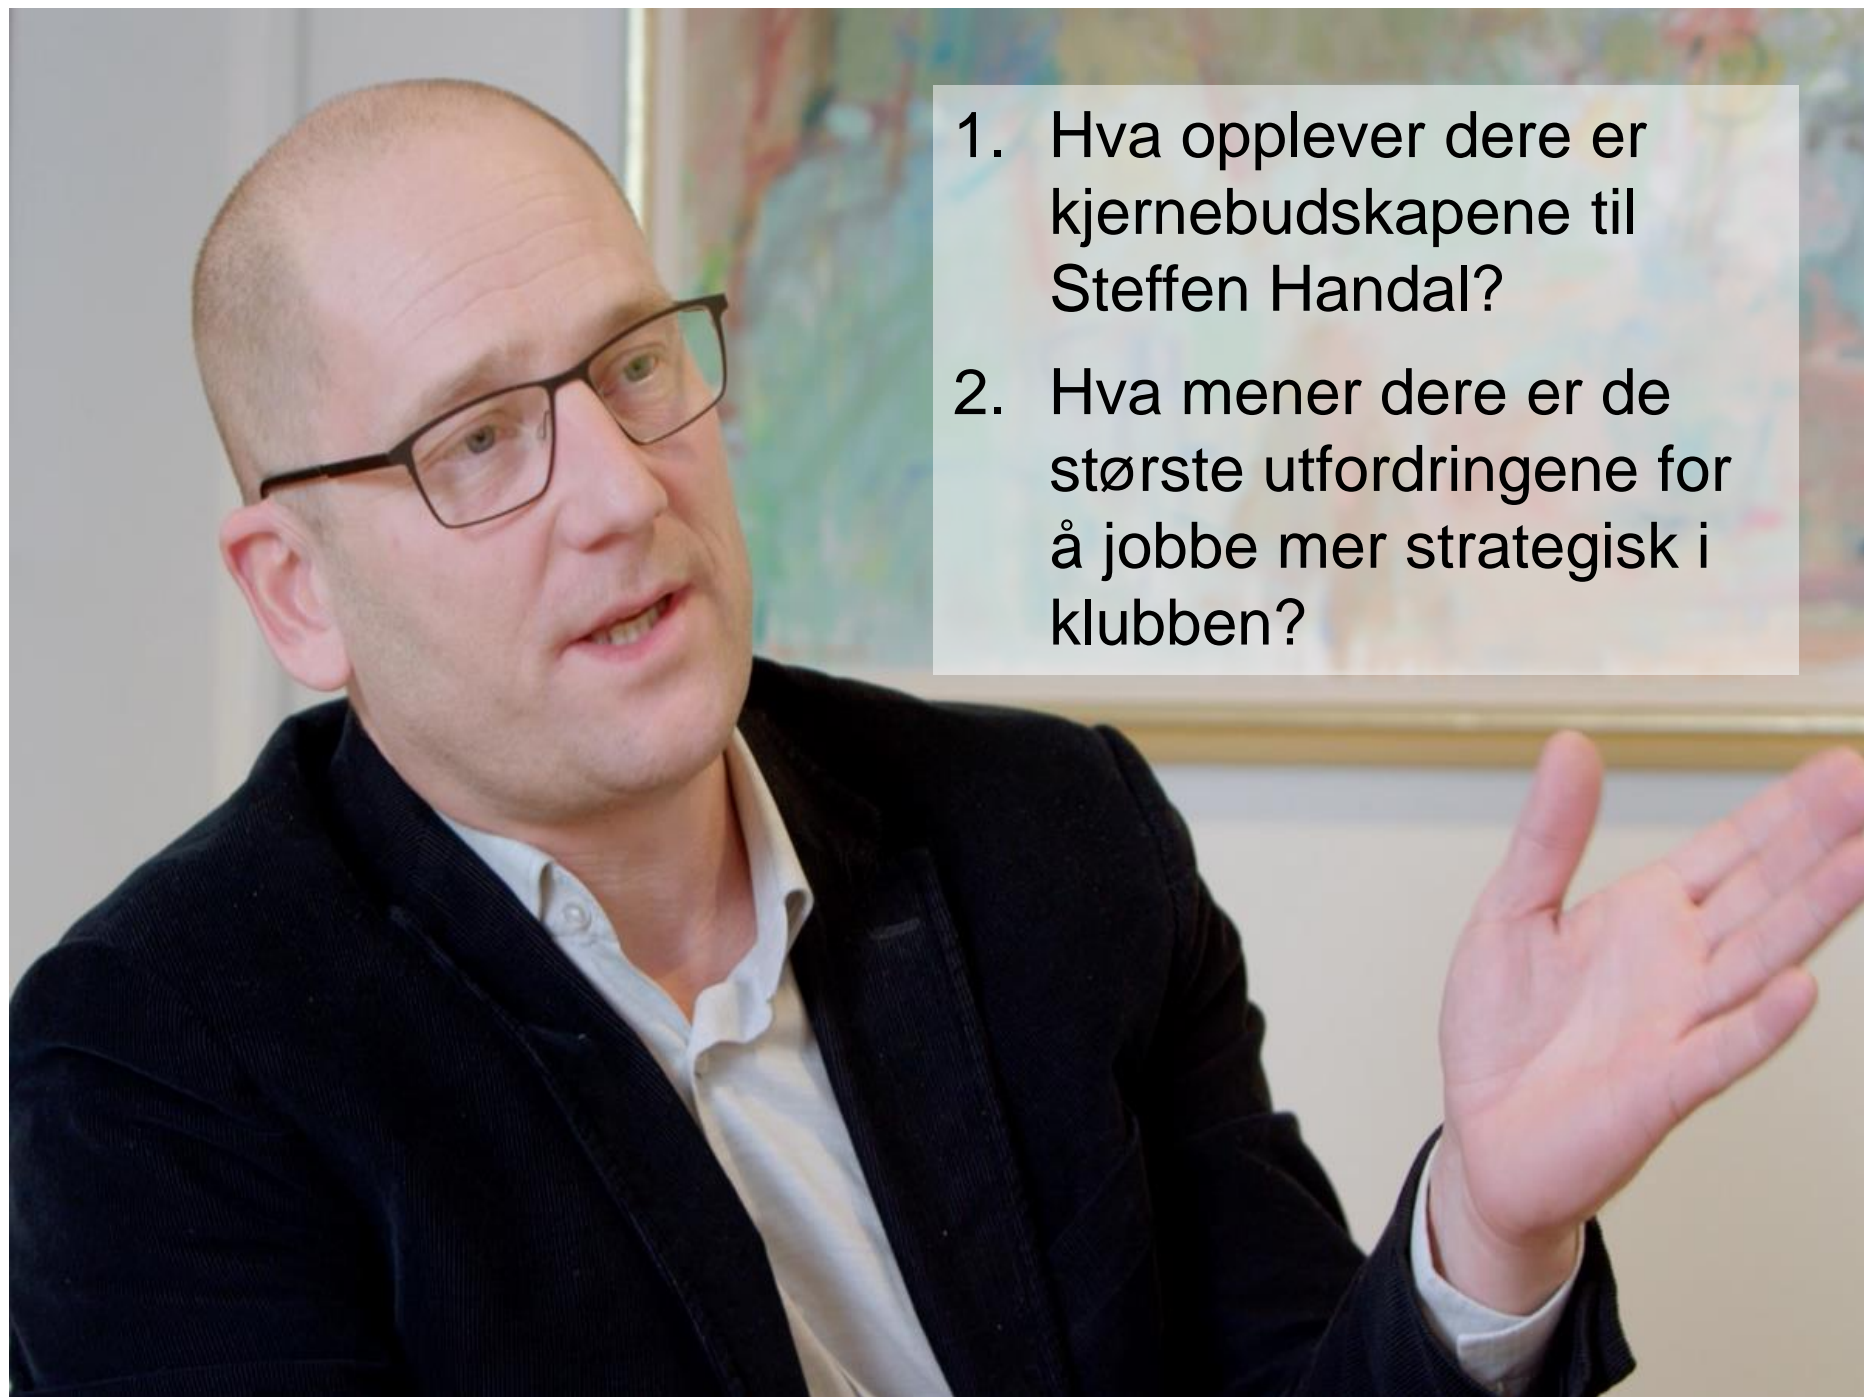 1. Hva opplever dere er
kjernebudskapene til
Steffen Handal?
2. Hva mener dere er de
største utfordringene for
å jobbe mer strategisk i
klubben?